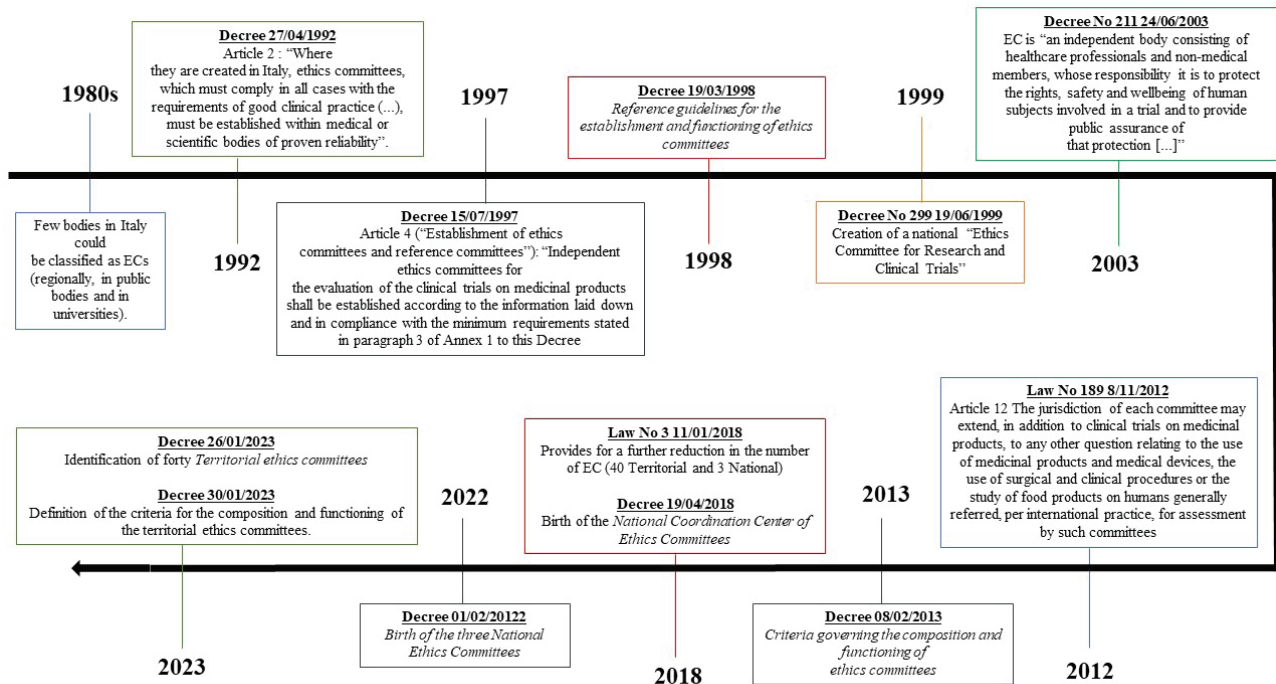 1980s
Few bodies in Italy
could
be classified as ECs
(regionally, in public
bodies and in
universities).
Decree 27/04/1992
Article 2 : “Where
they are created in Italy, ethics committees,
which must comply in all cases with the
requirements of good clinical practice (...),
must be established within medical or
scientific bodies of proven reliability”.
1992
1997
Decree 15/07/1997
Article 4 (“Establishment of ethics
committees and reference committees”): “Independent
ethics committees for
the evaluation of the clinical trials on medicinal products
shall be established according to the information laid down
and in compliance with the minimum requirements stated
in paragraph 3 of Annex 1 to this Decree
Decree 19/03/1998
Reference guidelines for the
establishment and functioning of ethics
committees
1998
1999
Decree No 299 19/06/1999
Creation of a national “Ethics
Committee for Research and
Clinical Trials”
Decree No 211 24/06/2003
EC is “an independent body consisting of
healthcare professionals and non-medical
members, whose responsibility it is to protect
the rights, safety and wellbeing of human
subjects involved in a trial and to provide
public assurance of
that protection [...]”
2003
Law No 189 8/11/2012
Article 12 The jurisdiction of each committee may
extend, in addition to clinical trials on medicinal
products, to any other question relating to the use
of medicinal products and medical devices, the
use of surgical and clinical procedures or the
study of food products on humans generally
referred, per international practice, for assessment
by such committees
2012
2013
Decree 08/02/2013
Criteria governing the composition and
functioning of
ethics committees
Law No 3 11/01/2018
Provides for a further reduction in the number
of EC (40 Territorial and 3 National)
Decree 19/04/2018
Birth of the National Coordination Center of
Ethics Committees
2018
2022
Decree 01/02/20122
Birth of the three National
Ethics Committees
Decree 26/01/2023
Identification of forty Territorial ethics committees
Decree 30/01/2023
Definition of the criteria for the composition and functioning of
the territorial ethics committees.
2023